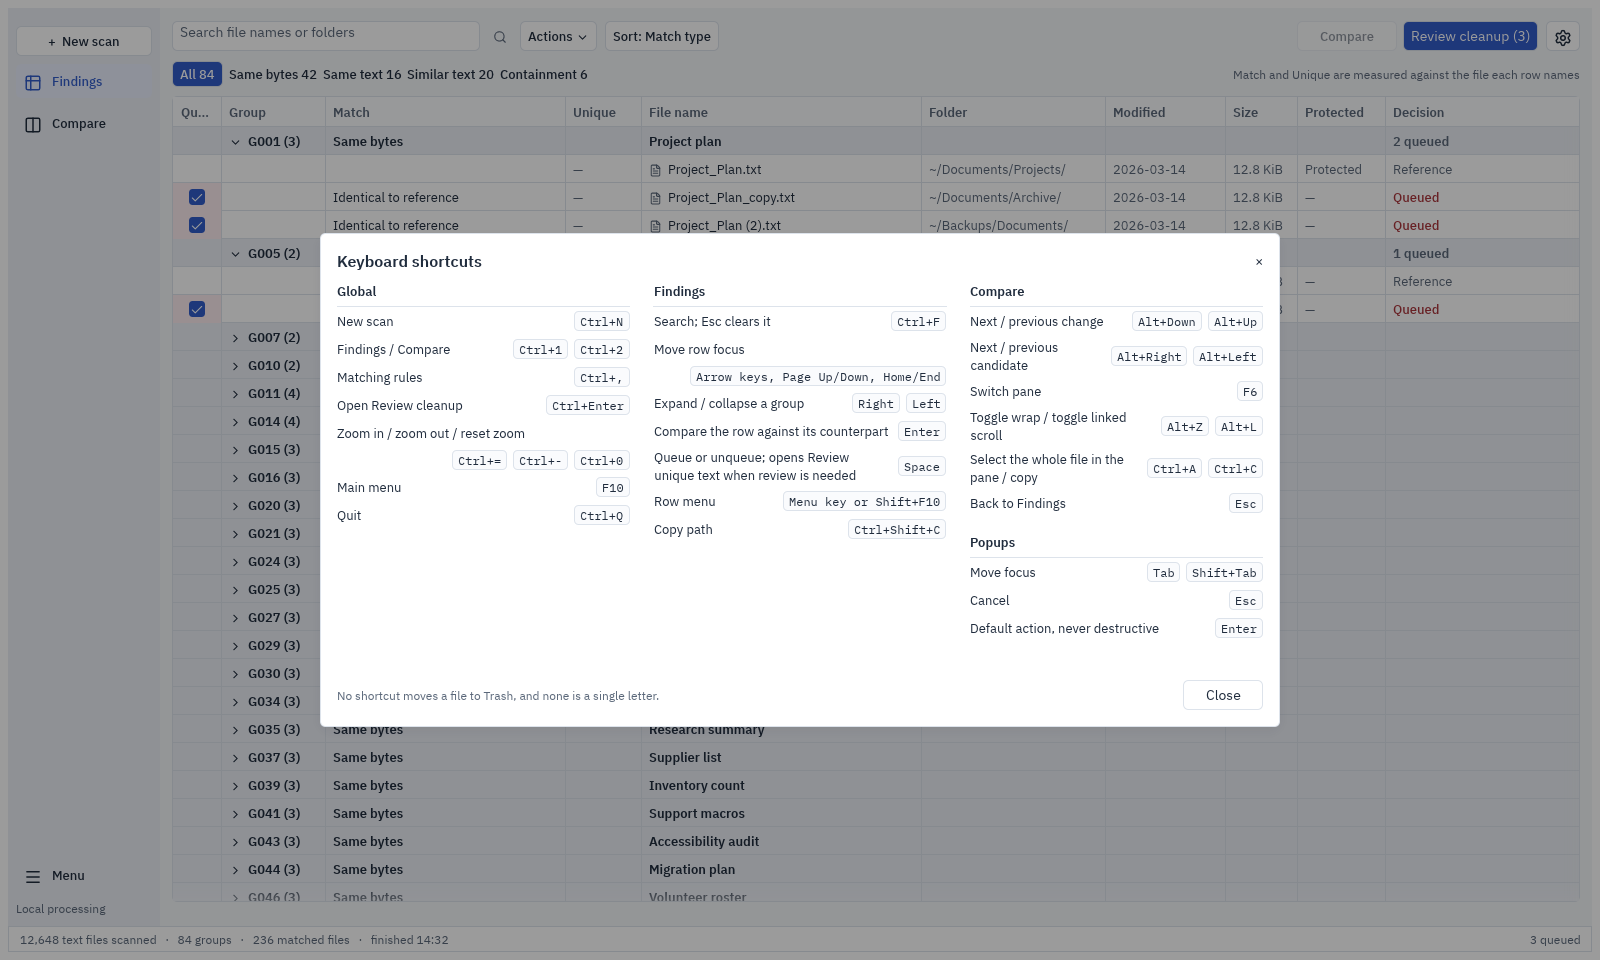 + New scan
Findings
Compare
Search file names or folders
Actions
Sort: Match type
Compare
Review cleanup (3)
All 84
Same bytes 42
Same text 16
Similar text 20
Containment 6
Match and Unique are measured against the file each row names
Qu... Group Match Unique File name Folder Modified Size Protected Decision
G001 (3) Same bytes Project plan 2 queued
— Project_Plan.txt ~/Documents/Projects/ 2026-03-14 12.8 KiB Protected Reference
Identical to reference — Project_Plan_copy.txt ~/Documents/Archive/ 2026-03-14 12.8 KiB — Queued
Identical to reference — Project_Plan (2).txt ~/Backups/Documents/ 2026-03-14 12.8 KiB — Queued
G005 (2) 1 queued
Reference
— Queued
G007 (2)
G010 (2)
G011 (4)
G014 (4)
G015 (3)
G016 (3)
G020 (3)
G021 (3)
G024 (3)
G025 (3)
G027 (3)
G029 (3)
G030 (3)
G034 (3)
G035 (3) Same bytes Research summary
G037 (3) Same bytes Supplier list
G039 (3) Same bytes Inventory count
G041 (3) Same bytes Support macros
G043 (3) Same bytes Accessibility audit
G044 (3) Same bytes Migration plan
G046 (3) Same bytes Volunteer roster
Keyboard shortcuts
×
Global
New scan Ctrl+N
Findings / Compare Ctrl+1 Ctrl+2
Matching rules Ctrl+,
Open Review cleanup Ctrl+Enter
Zoom in / zoom out / reset zoom
Ctrl+= Ctrl+- Ctrl+0
Main menu F10
Quit Ctrl+Q
Findings
Search; Esc clears it Ctrl+F
Move row focus
Arrow keys, Page Up/Down, Home/End
Expand / collapse a group Right Left
Compare the row against its counterpart Enter
Queue or unqueue; opens Review
unique text when review is needed Space
Row menu Menu key or Shift+F10
Copy path Ctrl+Shift+C
Compare
Next / previous change Alt+Down Alt+Up
Next / previous
candidate Alt+Right Alt+Left
Switch pane F6
Toggle wrap / toggle linked
scroll Alt+Z Alt+L
Select the whole file in the
pane / copy Ctrl+A Ctrl+C
Back to Findings Esc
Popups
Move focus Tab Shift+Tab
Cancel Esc
Default action, never destructive Enter
No shortcut moves a file to Trash, and none is a single letter.
Close
Menu
Local processing
12,648 text files scanned · 84 groups · 236 matched files · finished 14:32
3 queued